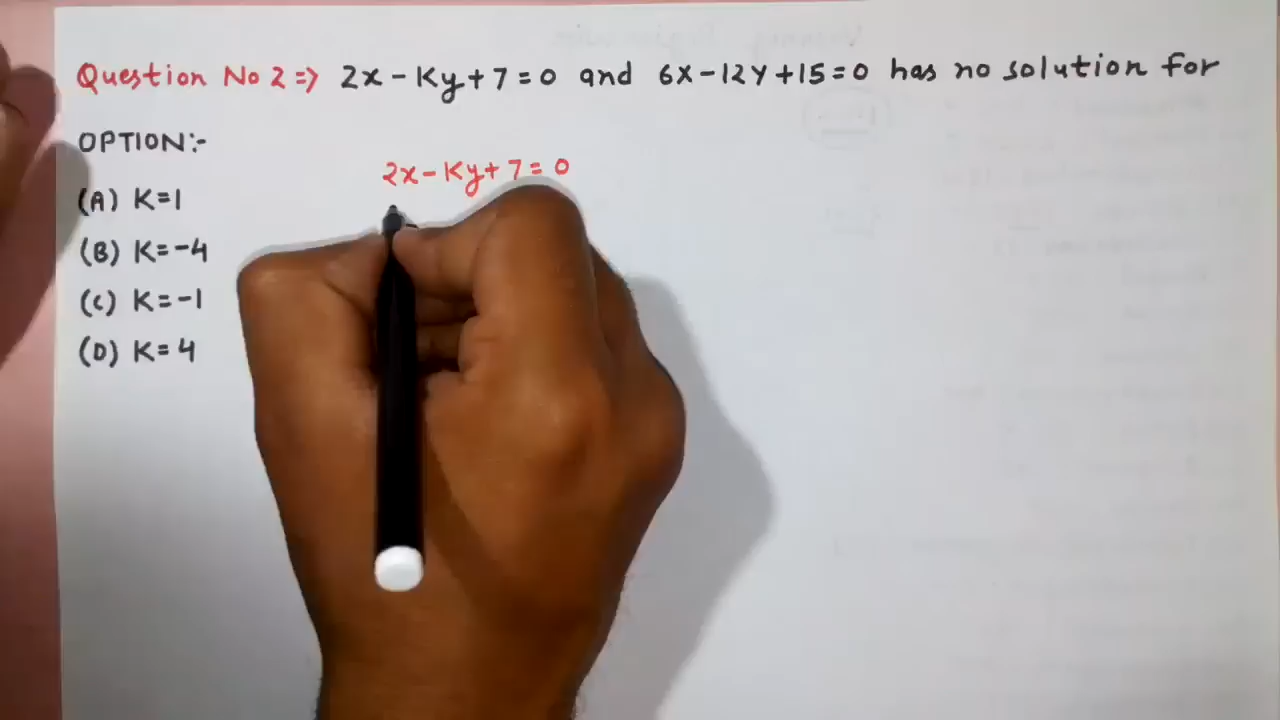 Question No 2 => 2x - Ky + 7 = 0 and 6x - 12y + 15 = 0 has no solution for
OPTION:-
2x - Ky + 7 = 0
(A) K = 1
(B) K = -4
(C) K = -1
(D) K = 4